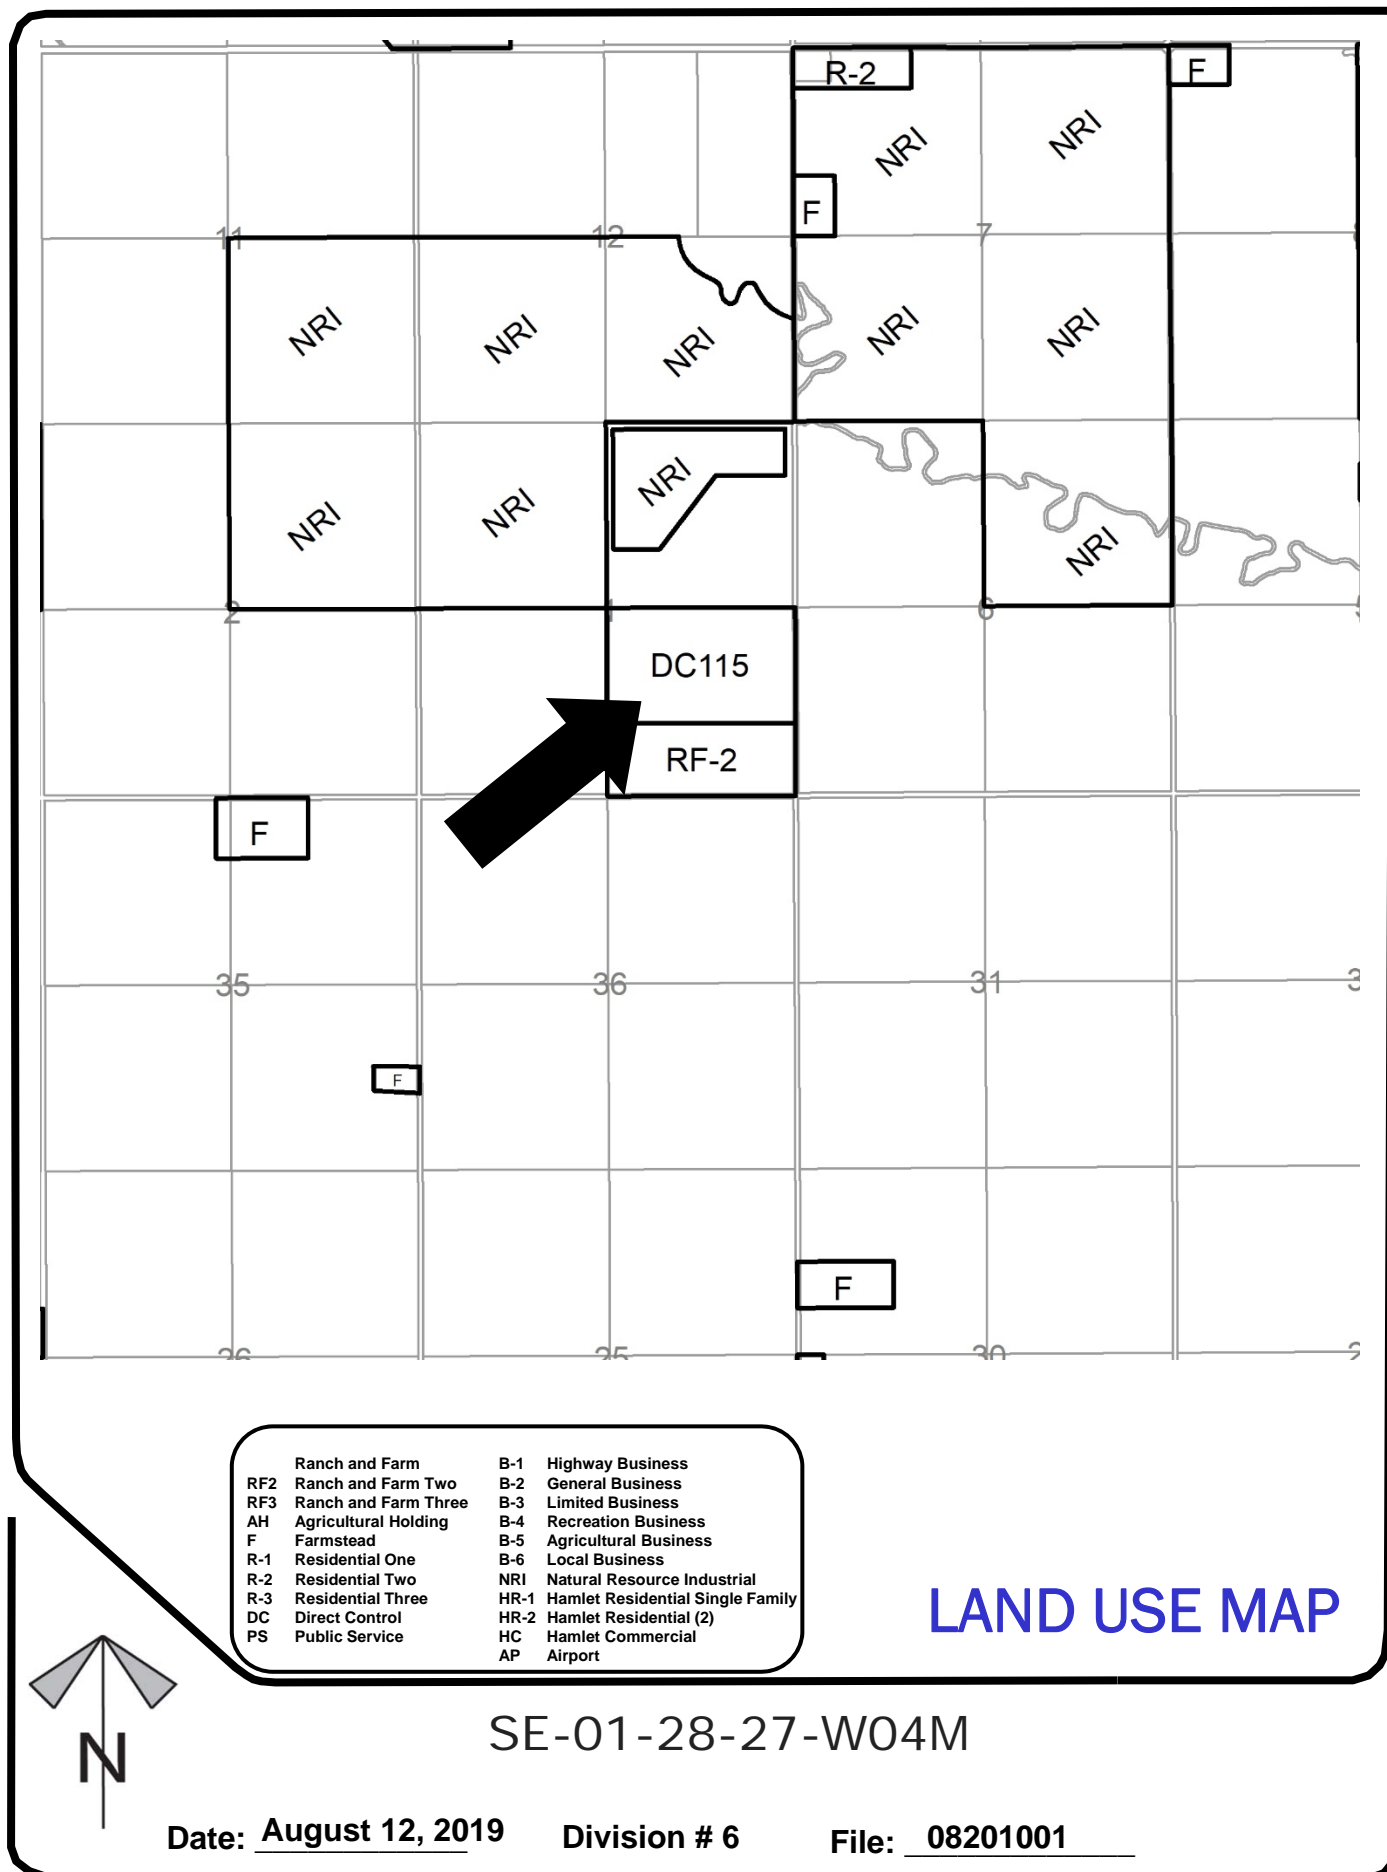 R-2
F
NRI
NRI
F
11
12
7
NRI
NRI
NRI
NRI
NRI
NRI
NRI
NRI
NRI
2
1
6
DC115
RF-2
F
35
36
31
3
F
F
26
25
30
2
Ranch and Farm
RF2 Ranch and Farm Two
RF3 Ranch and Farm Three
AH Agricultural Holding
F Farmstead
R-1 Residential One
R-2 Residential Two
R-3 Residential Three
DC Direct Control
PS Public Service
B-1 Highway Business
B-2 General Business
B-3 Limited Business
B-4 Recreation Business
B-5 Agricultural Business
B-6 Local Business
NRI Natural Resource Industrial
HR-1 Hamlet Residential Single Family
HR-2 Hamlet Residential (2)
HC Hamlet Commercial
AP Airport
LAND USE MAP
N
SE-01-28-27-W04M
Date: August 12, 2019 Division # 6 File: 08201001